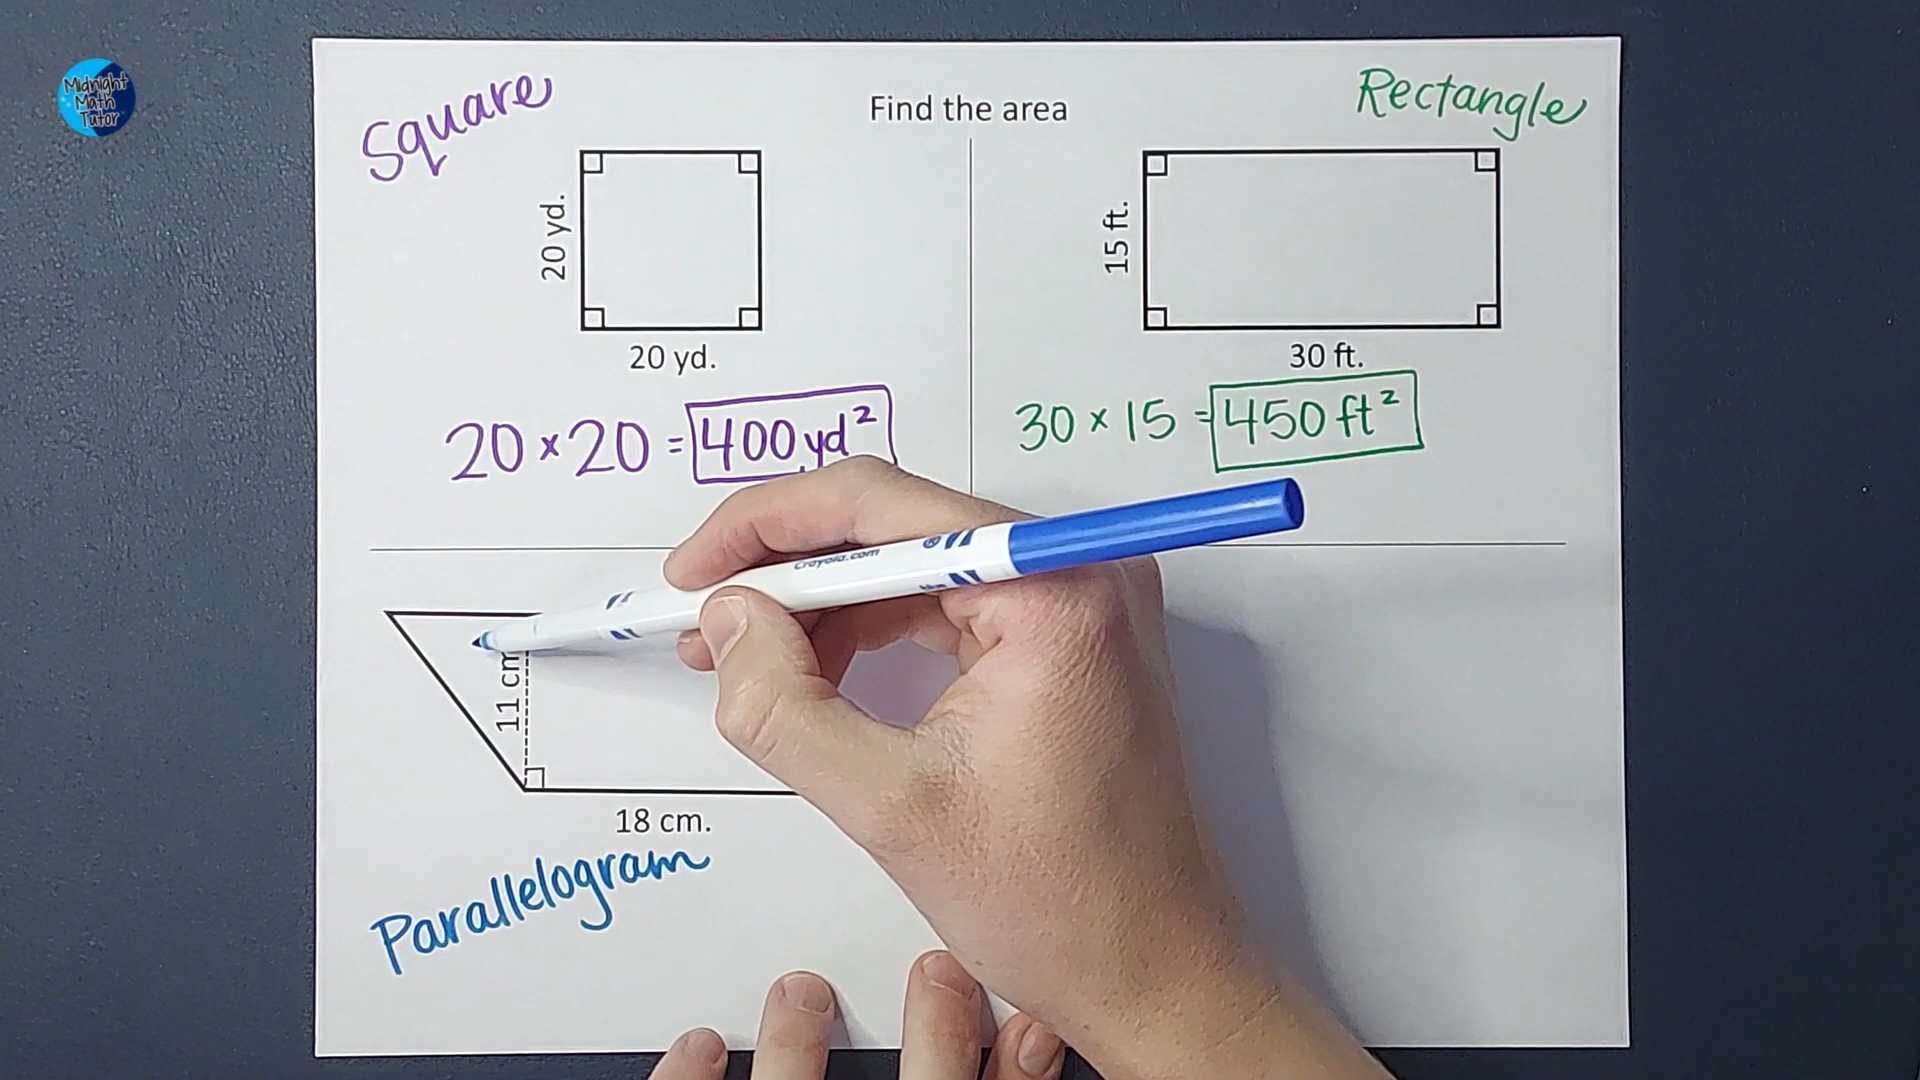 Midnight
Math
Tutor
Square
Find the area
Rectangle
20 yd.
20 yd.
15 ft.
30 ft.
20 × 20 = 400 yd²
30 × 15 = 450 ft²
Crayola.com
11 cm
18 cm.
Parallelogram